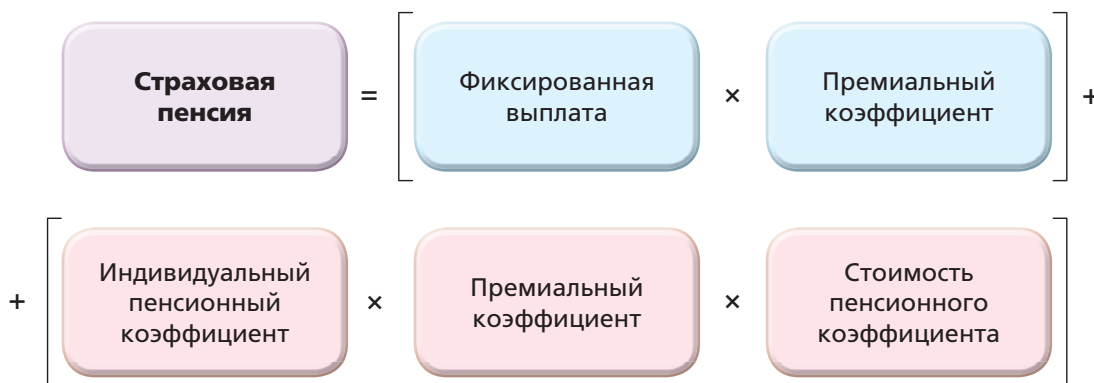 Страховая
пенсия
=
[
Фиксированная
выплата
×
Премиальный
коэффициент
]
+
+
[
Индивидуальный
пенсионный
коэффициент
×
Премиальный
коэффициент
×
Стоимость
пенсионного
коэффициента
]